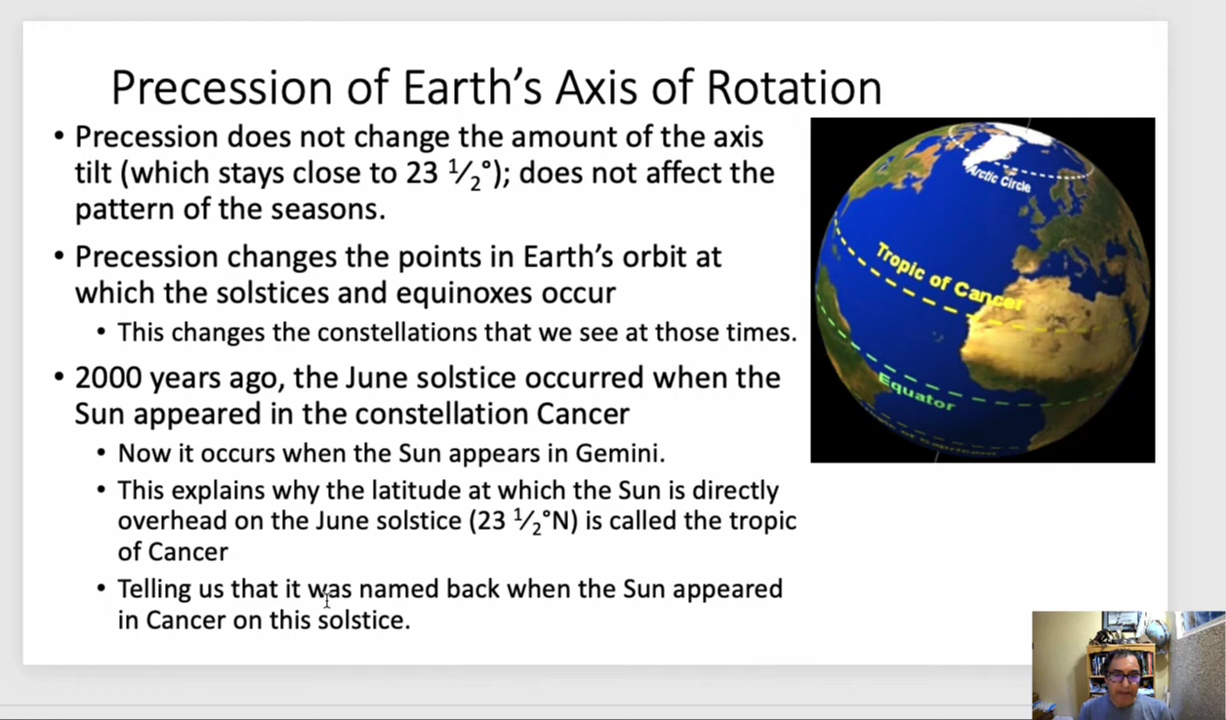 Precession of Earth's Axis of Rotation
• Precession does not change the amount of the axis
tilt (which stays close to 23 ½°); does not affect the
pattern of the seasons.
• Precession changes the points in Earth's orbit at
which the solstices and equinoxes occur
• This changes the constellations that we see at those times.
• 2000 years ago, the June solstice occurred when the
Sun appeared in the constellation Cancer
• Now it occurs when the Sun appears in Gemini.
• This explains why the latitude at which the Sun is directly
overhead on the June solstice (23 ½°N) is called the tropic
of Cancer
• Telling us that it was named back when the Sun appeared
in Cancer on this solstice.
Arctic Circle
Tropic of Cancer
Equator
of Capricorn